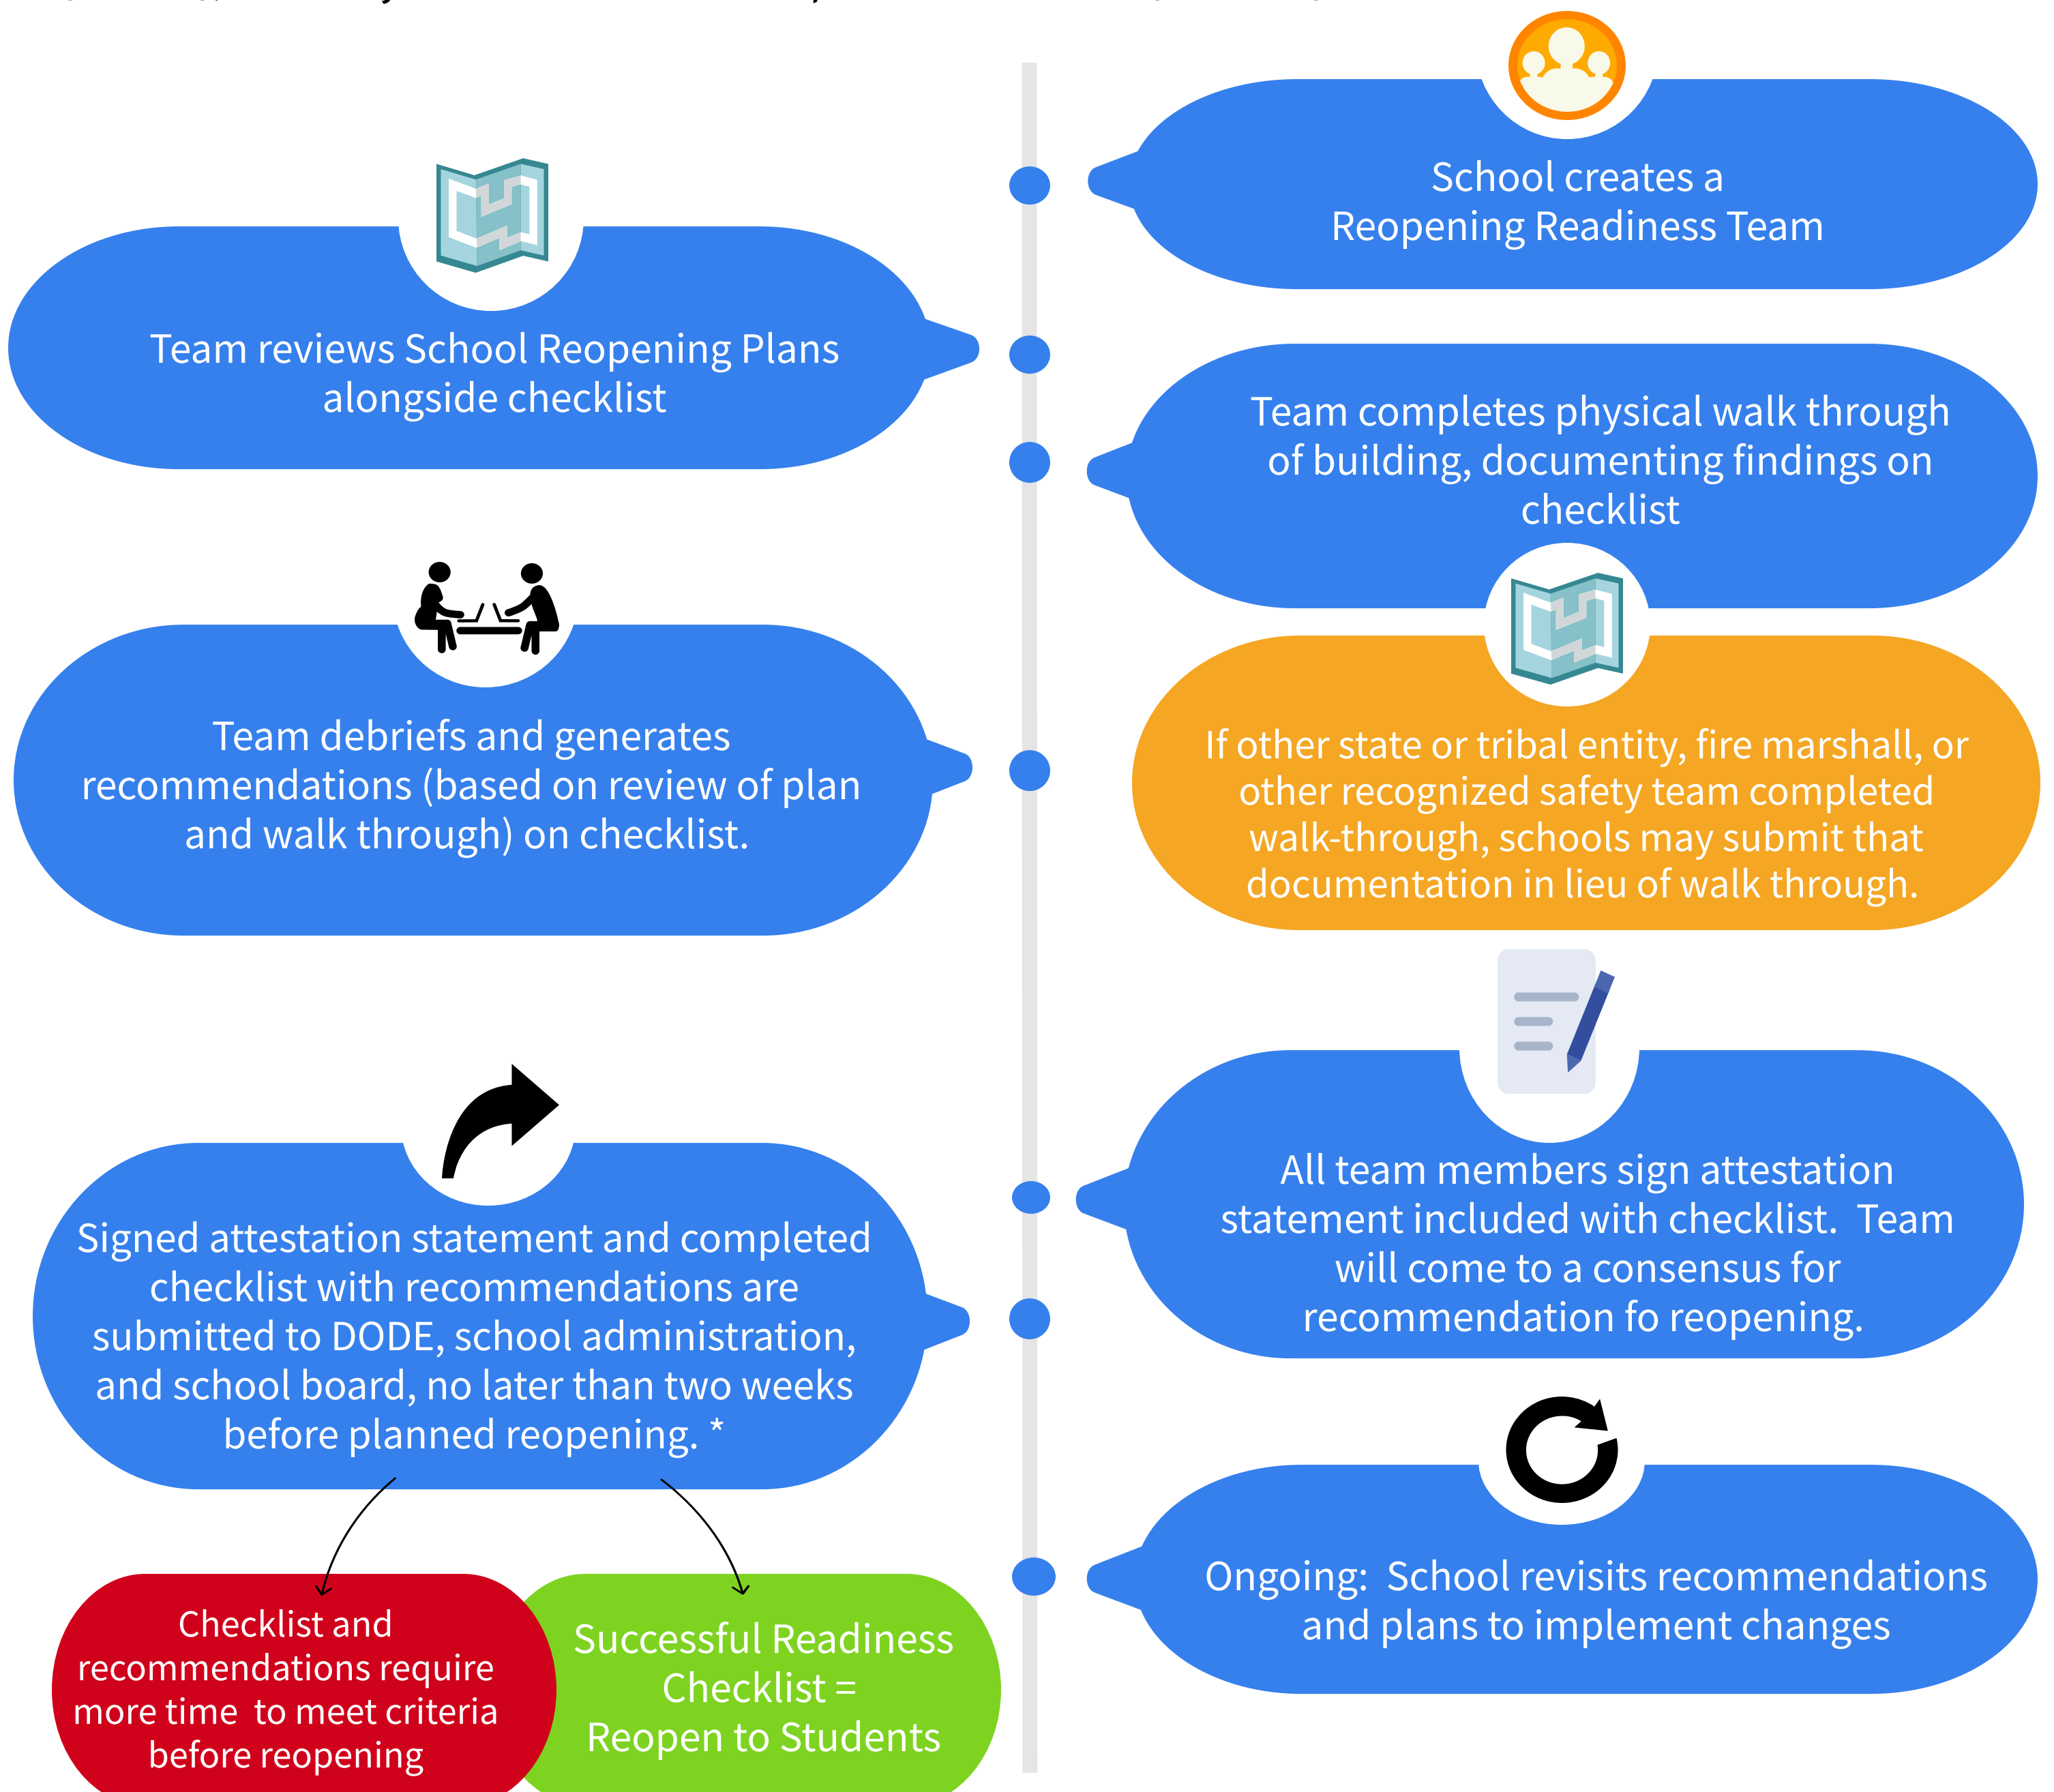 School creates a
Reopening Readiness Team
Team reviews School Reopening Plans
alongside checklist
Team completes physical walk through
of building, documenting findings on
checklist
If other state or tribal entity, fire marshall, or
other recognized safety team completed
walk-through, schools may submit that
documentation in lieu of walk through.
Team debriefs and generates
recommendations (based on review of plan
and walk through) on checklist.
All team members sign attestation
statement included with checklist.  Team
will come to a consensus for
recommendation fo reopening.
Signed attestation statement and completed
checklist with recommendations are
submitted to DODE, school administration,
and school board, no later than two weeks
before planned reopening. *
Checklist and
recommendations require
more time  to meet criteria
before reopening
Successful Readiness
Checklist =
Reopen to Students
Ongoing:  School revisits recommendations
and plans to implement changes